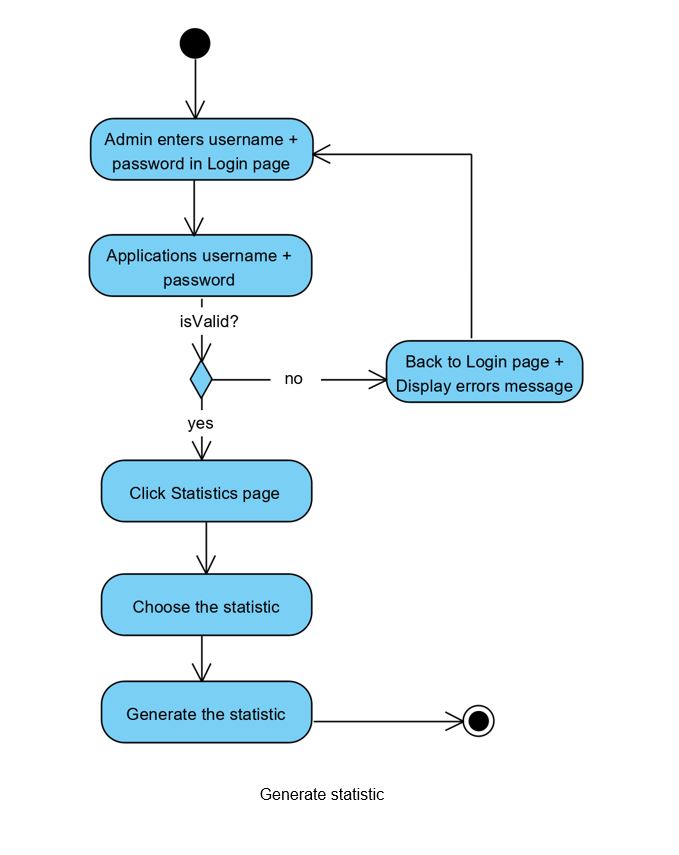 Admin enters username +
password in Login page
Applications username +
password
isValid?
Back to Login page +
Display errors message
no
yes
Click Statistics page
Choose the statistic
Generate the statistic
Generate statistic